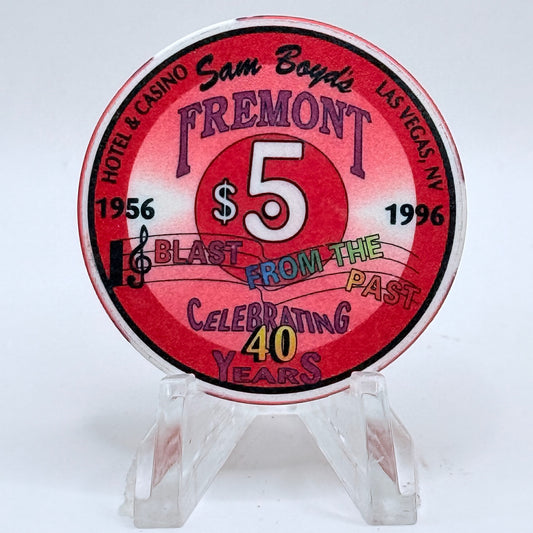 Sam Boyd's
HOTEL & CASINO
FREMONT
LAS VEGAS, NV
$5
1956
1996
BLAST FROM THE PAST
CELEBRATING
40
YEARS